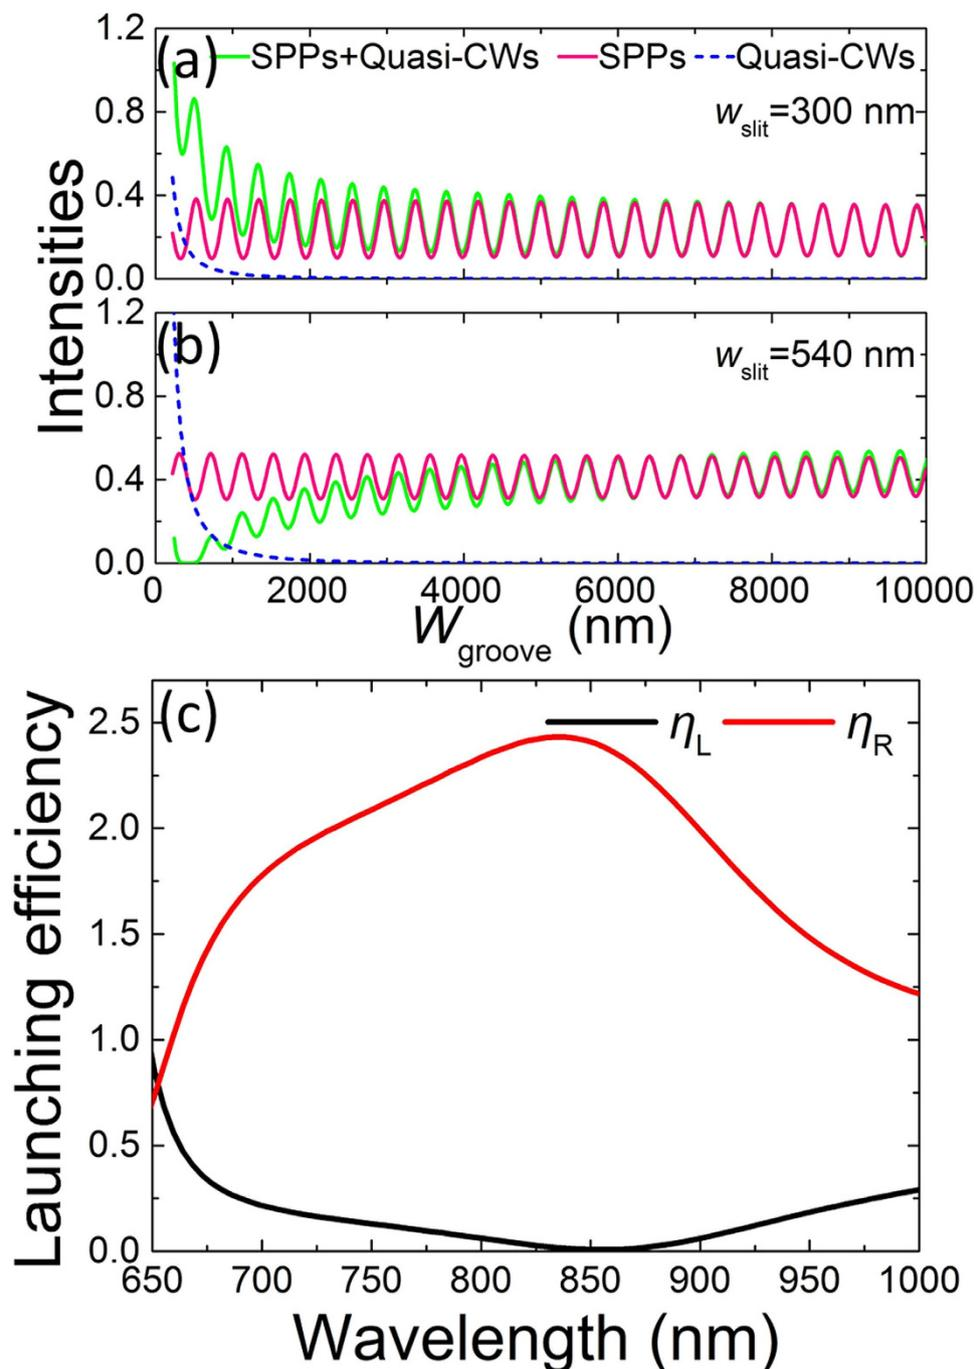 Intensities
1.2
(a) SPPs+Quasi-CWs SPPs Quasi-CWs
0.8
wslit=300 nm
0.4
0.0
1.2
(b)
wslit=540 nm
0.8
0.4
0.0
0 2000 4000 6000 8000 10000
Wgroove (nm)
Launching efficiency
(c)
ηL ηR
2.5
2.0
1.5
1.0
0.5
0.0
650 700 750 800 850 900 950 1000
Wavelength (nm)